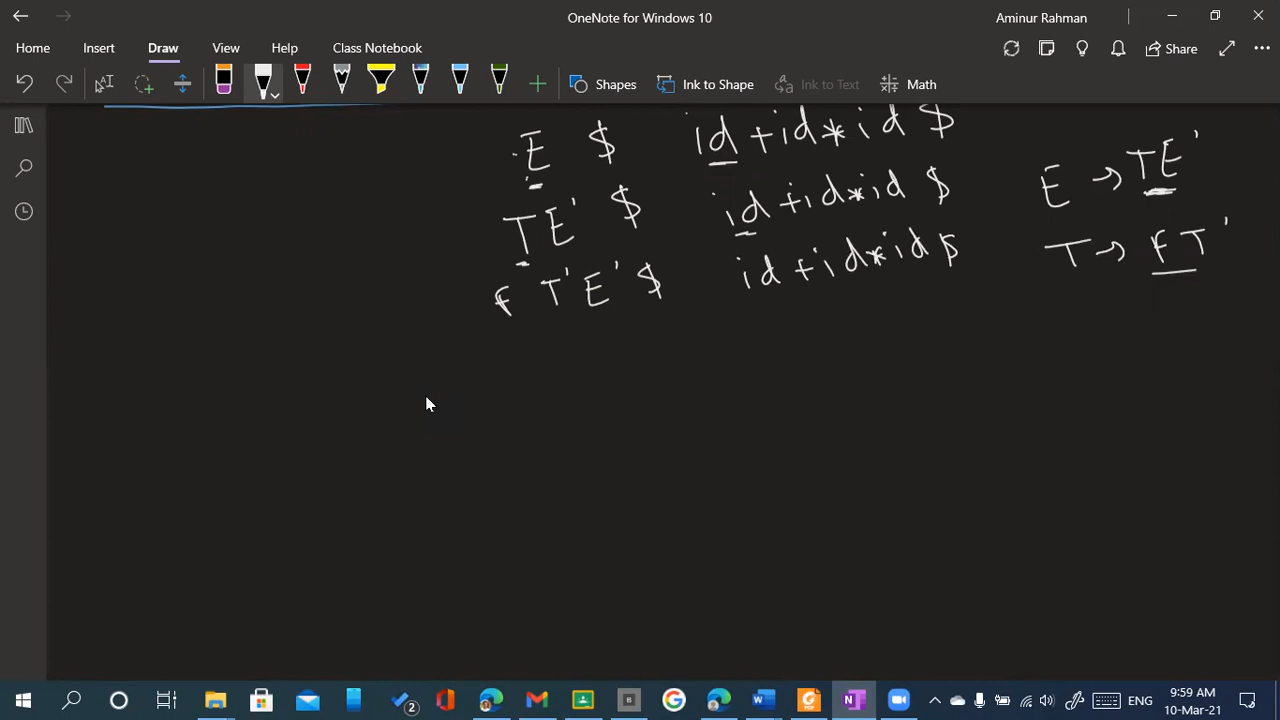 OneNote for Windows 10
Aminur Rahman
Home Insert Draw View Help Class Notebook
Share
Shapes Ink to Shape Ink to Text Math
E $ id+id*id $
TE' $ id+id*id $ E → TE'
F T'E' $ id+id*id $ T → FT'
2
ENG
9:59 AM
10-Mar-21